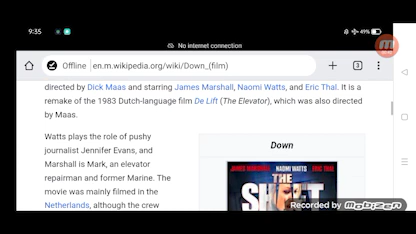 9:35
49%
No internet connection
Offline
en.m.wikipedia.org/wiki/Down_(film)
3
directed by Dick Maas and starring James Marshall, Naomi Watts, and Eric Thal. It is a
remake of the 1983 Dutch-language film De Lift (The Elevator), which was also directed
by Maas.
Watts plays the role of pushy
journalist Jennifer Evans, and
Marshall is Mark, an elevator
repairman and former Marine. The
movie was mainly filmed in the
Netherlands, although the crew
Down
JAMES MARSHALL NAOMI WATTS ERIC THAL
THE SHAFT
Recorded by mobizen